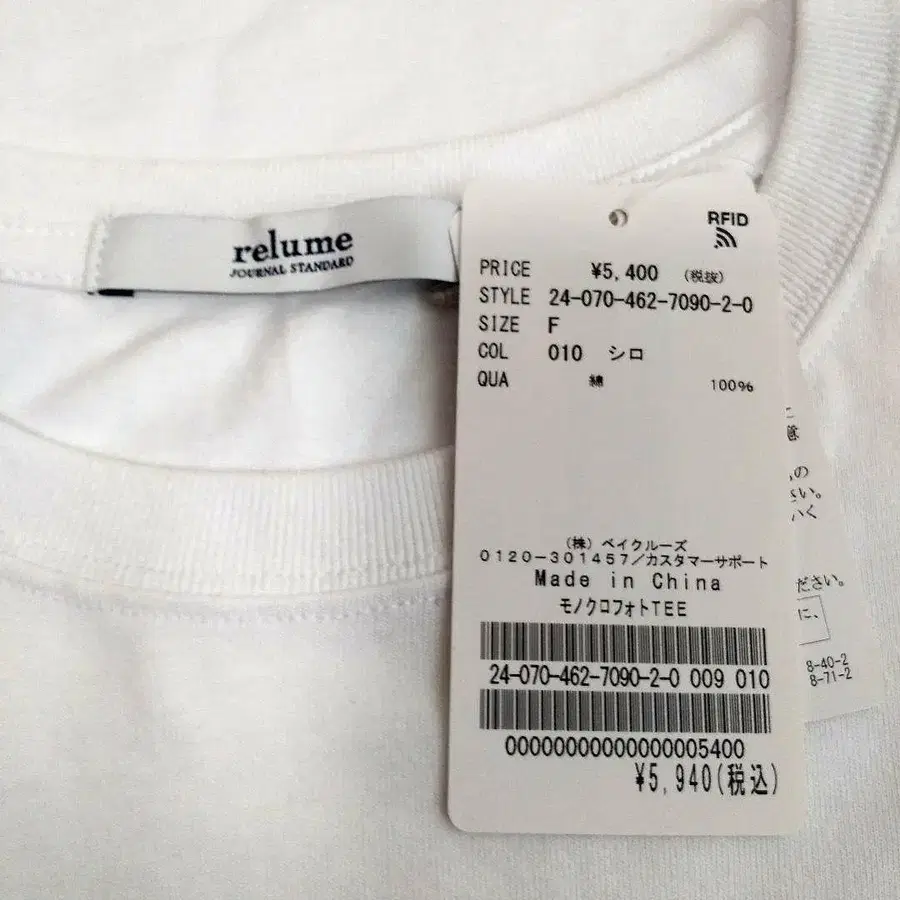 relume
JOURNAL STANDARD
RFID
PRICE ¥5,400 (税抜)
STYLE 24-070-462-7090-2-0
SIZE F
COL 010 シロ
QUA 綿 100%
(株) ベイクルーズ
0120-301457/カスタマーサポート
Made in China
モノクロフォトTEE
24-070-462-7090-2-0 009 010
00000000000000005400
¥5,940(税込)
の
さい。
いく
ださい。
に、
8-40-2
8-71-2